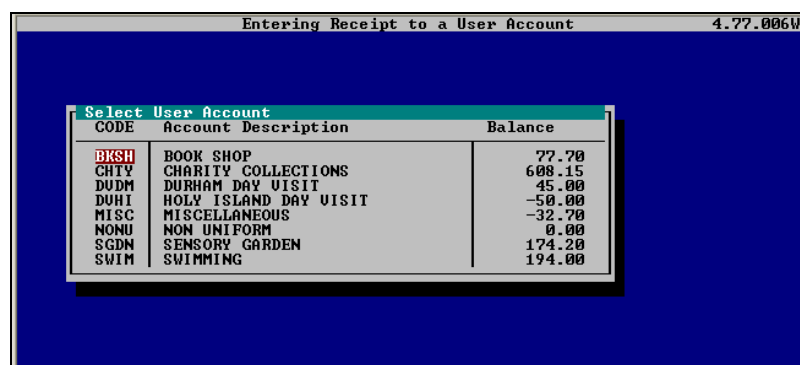 Entering Receipt to a User Account 4.77.006W
Select User Account
CODE Account Description Balance
BKSH BOOK SHOP 77.70
CHTY CHARITY COLLECTIONS 608.15
DVDM DURHAM DAY VISIT 45.00
DVHI HOLY ISLAND DAY VISIT -50.00
MISC MISCELLANEOUS -32.70
NONU NON UNIFORM 0.00
SGDN SENSORY GARDEN 174.20
SWIM SWIMMING 194.00